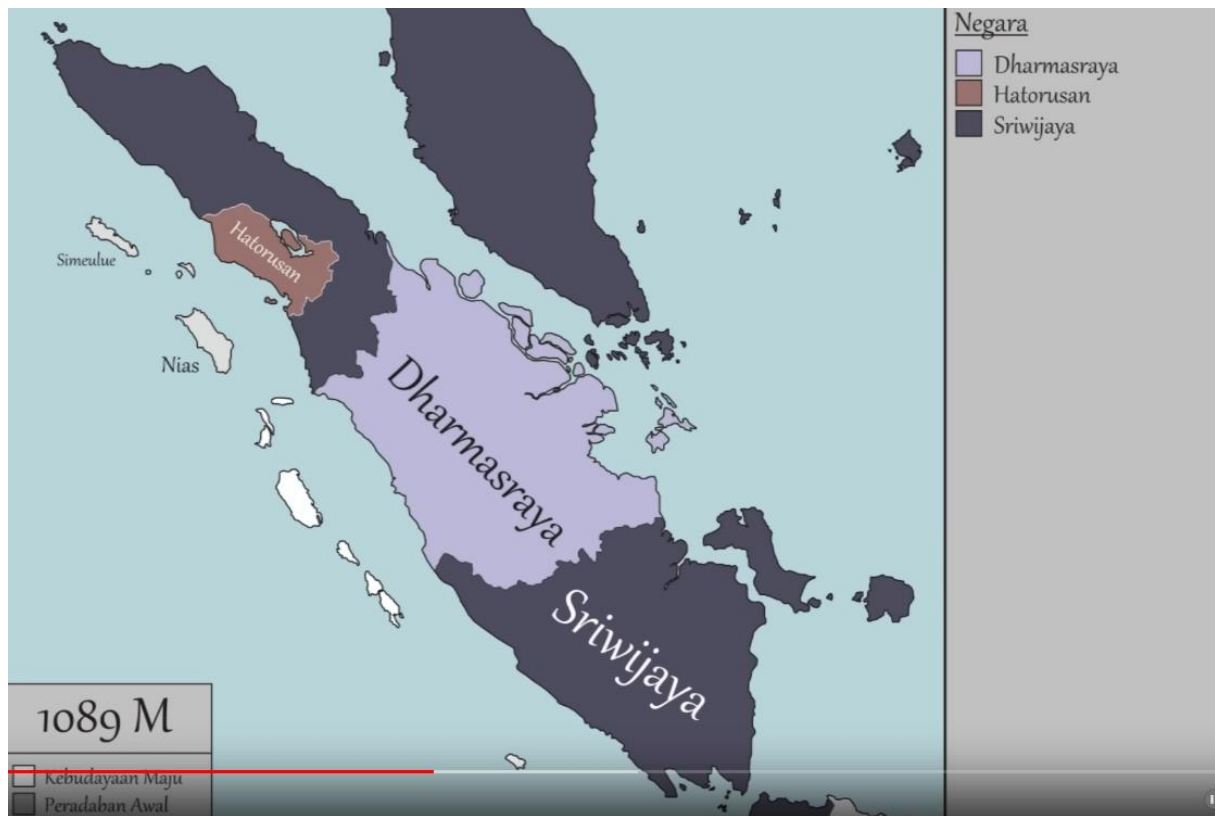 Negara
Dharmasraya
Hatorusan
Sriwijaya
Hatorusan
Simeulue
Nias
Dharmasraya
Sriwijaya
1089 M
Kebudayaan Maju
Peradaban Awal